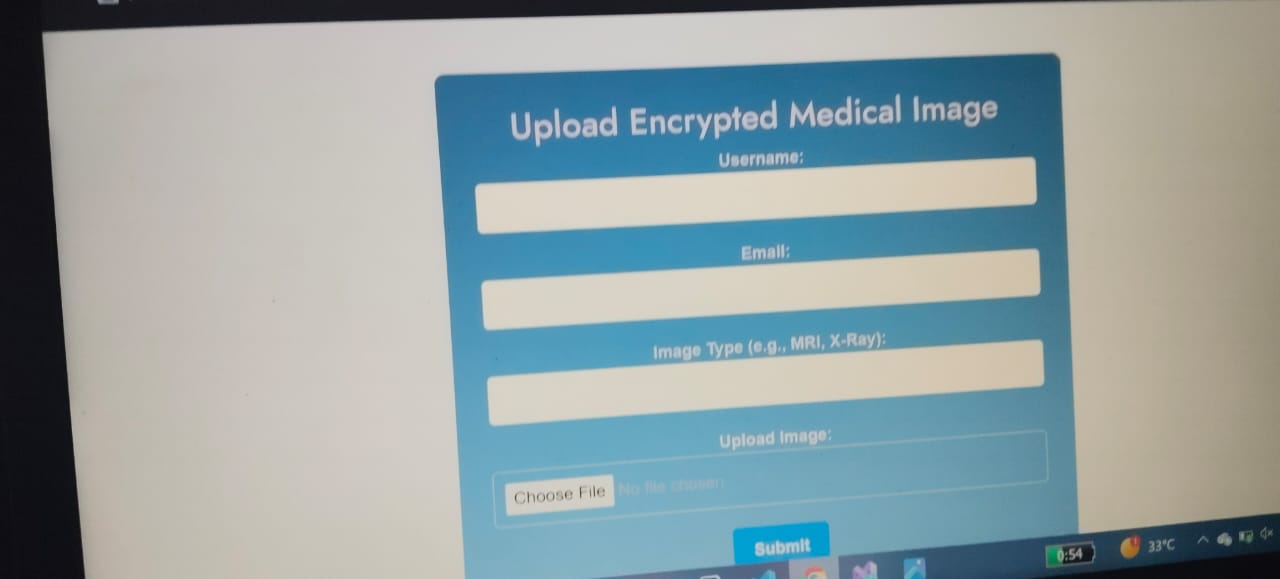 Upload Encrypted Medical Image
Username:
Email:
Image Type (e.g., MRI, X-Ray):
Upload Image:
Choose File No file chosen
Submit
0:54 33°C